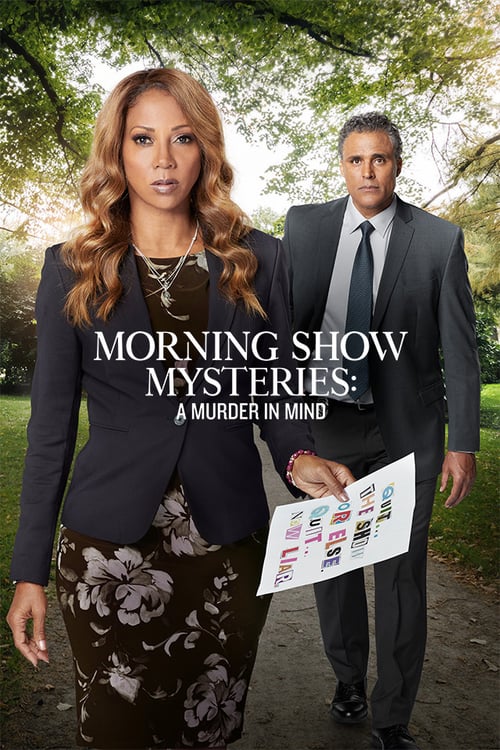 MORNING SHOW
MYSTERIES:
A MURDER IN MIND
QUIT...
THE SHOW
OR ELSE.
QUIT...
NOW LIAR